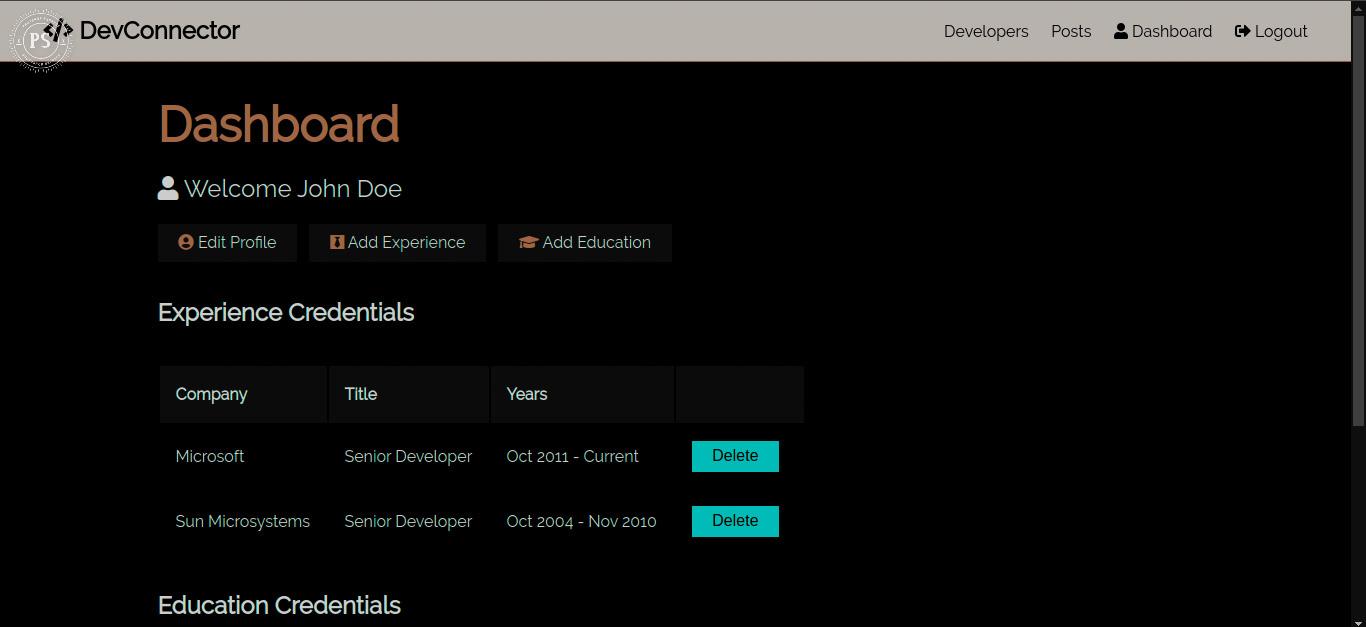 PS DevConnector
Developers Posts Dashboard Logout
Dashboard
Welcome John Doe
Edit Profile Add Experience Add Education
Experience Credentials
Company Title Years
Microsoft Senior Developer Oct 2011 - Current Delete
Sun Microsystems Senior Developer Oct 2004 - Nov 2010 Delete
Education Credentials